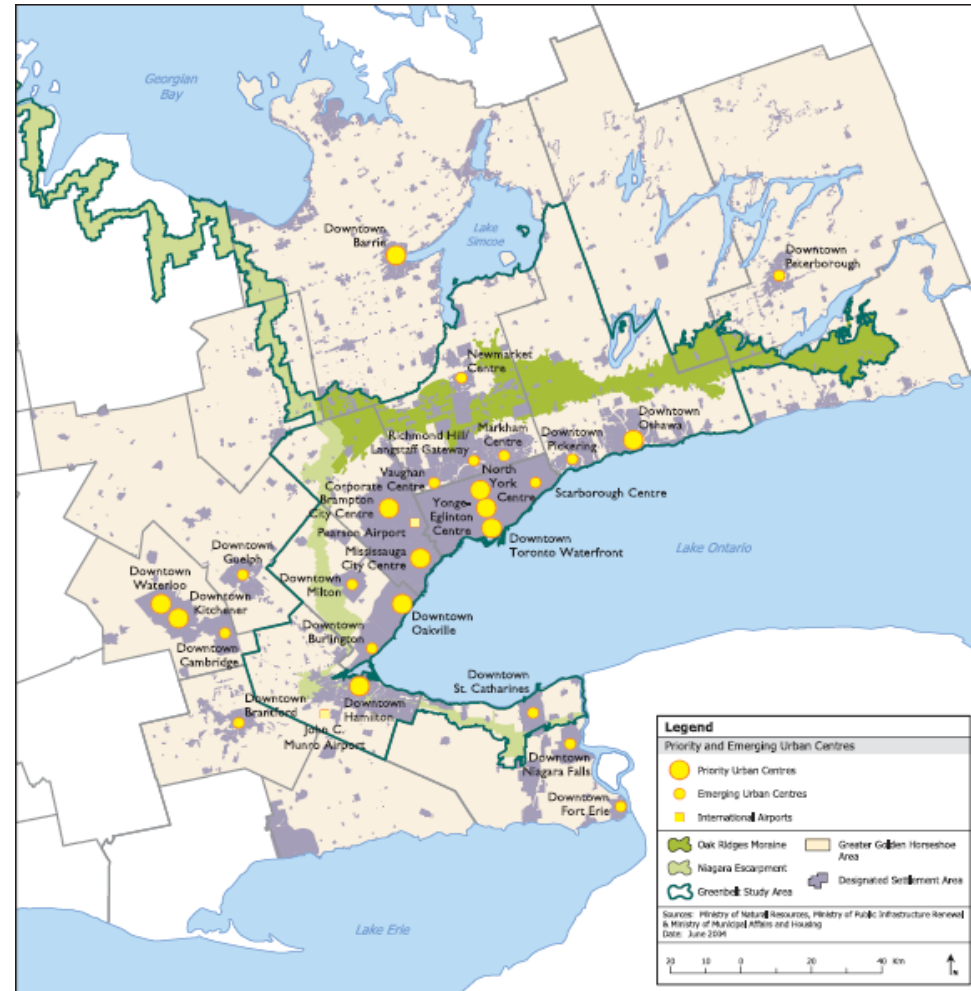 Georgian
Bay
Downtown
Barrie
Lake
Simcoe
Downtown
Peterborough
Newmarket
Centre
Richmond Hill/
Langstaff Gateway
Markham
Centre
Downtown
Pickering
Downtown
Oshawa
Vaughan
Corporate Centre
North
York
Centre
Brampton
City Centre
Yonge-
Eglinton
Centre
Scarborough Centre
Pearson Airport
Downtown
Toronto Waterfront
Lake Ontario
Mississauga
City Centre
Downtown
Guelph
Downtown
Milton
Downtown
Waterloo
Downtown
Kitchener
Downtown
Oakville
Downtown
Cambridge
Downtown
Burlington
Downtown
St. Catharines
Downtown
Brantford
Downtown
Hamilton
John C.
Munro Airport
Downtown
Niagara Falls
Downtown
Fort Erie
Lake Erie
Legend
Priority and Emerging Urban Centres
Priority Urban Centres
Emerging Urban Centres
International Airports
Oak Ridges Moraine
Niagara Escarpment
Greenbelt Study Area
Greater Golden Horseshoe
Area
Designated Settlement Area
Sources: Ministry of Natural Resources, Ministry of Public Infrastructure Renewal
& Ministry of Municipal Affairs and Housing
Date: June 2004
20 10 0 20 40 Km
N